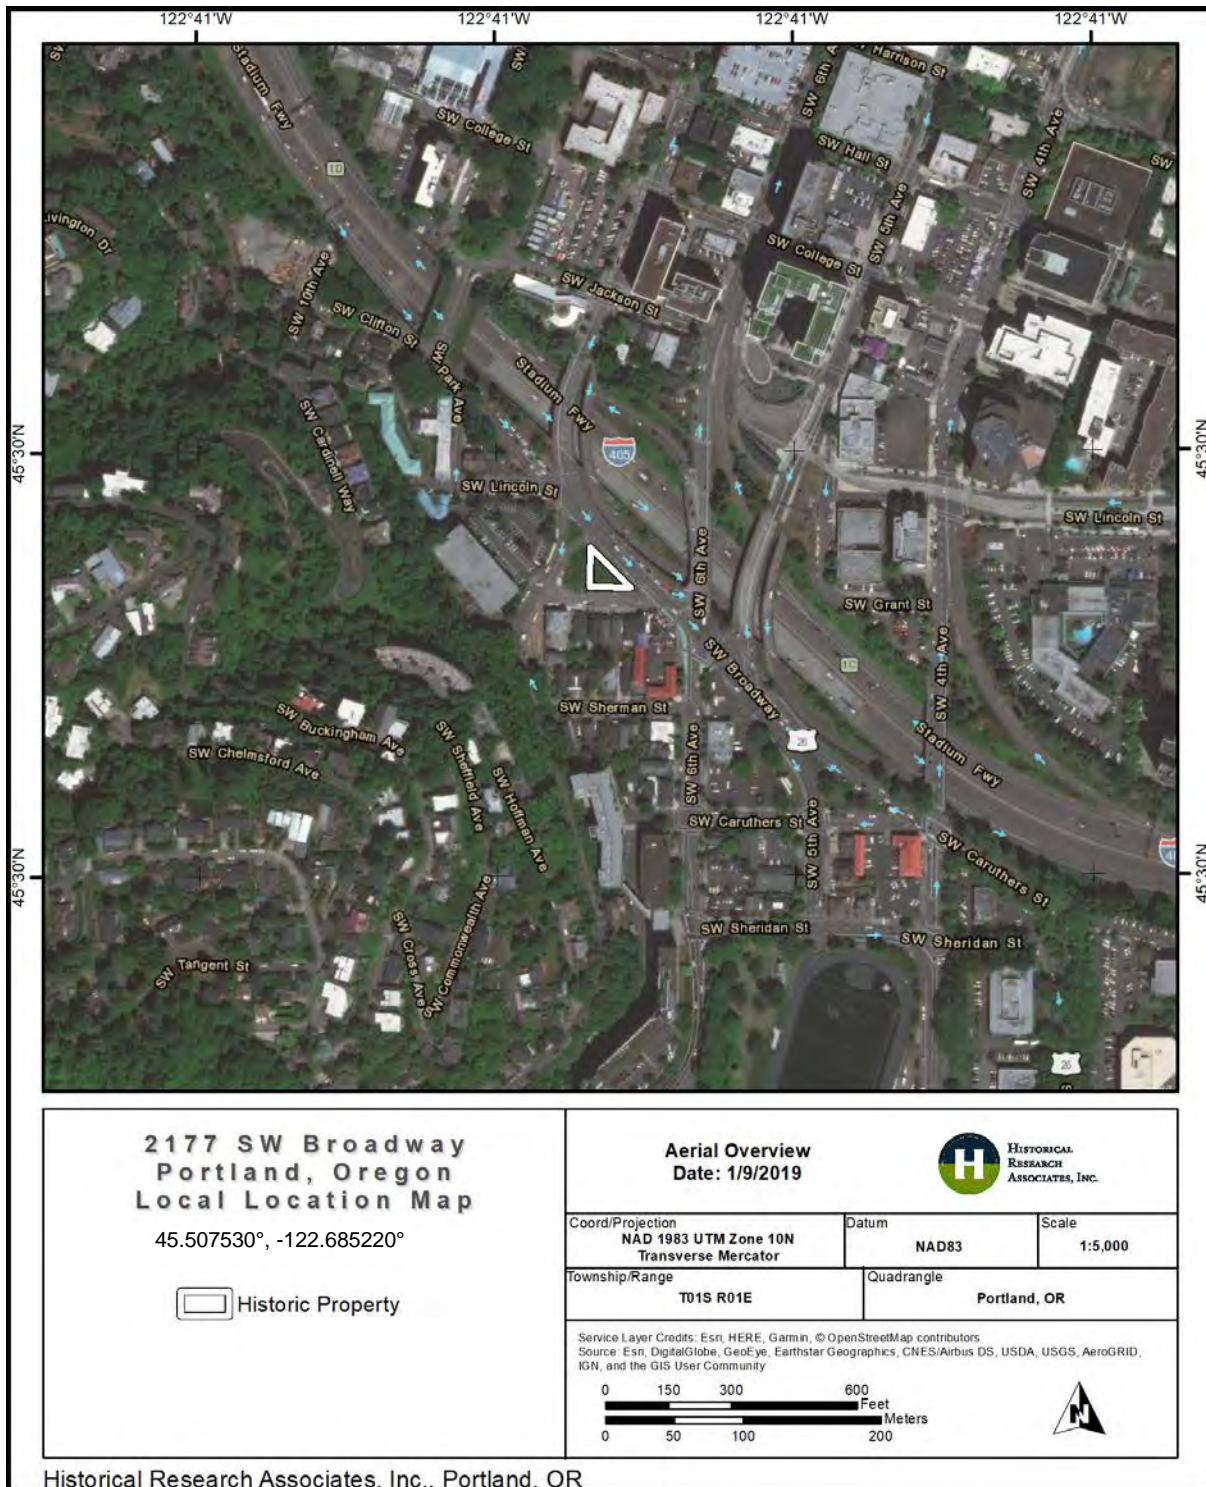 122°41'W 122°41'W 122°41'W 122°41'W
SW
SW
SW 6th A
W Harrison St
Stadium Fwy
SW College St
SW Hall St
SW 4th Ave
SW
1D
SW 5th Ave
Livington Dr
SW College St
SW 10th Ave
SW Jackson St
SW Clifton St
SW Park Ave
Stadium Fwy
SW Cardinell Way
405
45°30'N
45°30'N
SW Lincoln St
SW Lincoln St
SW 6th Ave
SW Grant St
SW Broadway
1C
SW 4th Ave
SW Sherman St
SW Buckingham Ave
SW Chelmsford Ave
SW Sheffield Ave
SW Hoffman Ave
26
Stadium Fwy
SW 6th Ave
SW Caruthers St
SW 5th Ave
SW Caruthers St
45°30'N
45°30'N
SW Commonwealth Ave
SW Cross Ave
SW Sheridan St
SW Sheridan St
SW Tangent St
26
2177 SW Broadway
Portland, Oregon
Local Location Map
45.507530°, -122.685220°
Historic Property
Aerial Overview
Date: 1/9/2019
H
HISTORICAL
RESEARCH
ASSOCIATES, INC.
Coord/Projection
NAD 1983 UTM Zone 10N
Transverse Mercator
Datum
NAD83
Scale
1:5,000
Township/Range
T01S R01E
Quadrangle
Portland, OR
Service Layer Credits: Esri, HERE, Garmin, © OpenStreetMap contributors
Source: Esri, DigitalGlobe, GeoEye, Earthstar Geographics, CNES/Airbus DS, USDA, USGS, AeroGRID,
IGN, and the GIS User Community
0 150 300 600
Feet
Meters
0 50 100 200
N
Historical Research Associates, Inc., Portland, OR